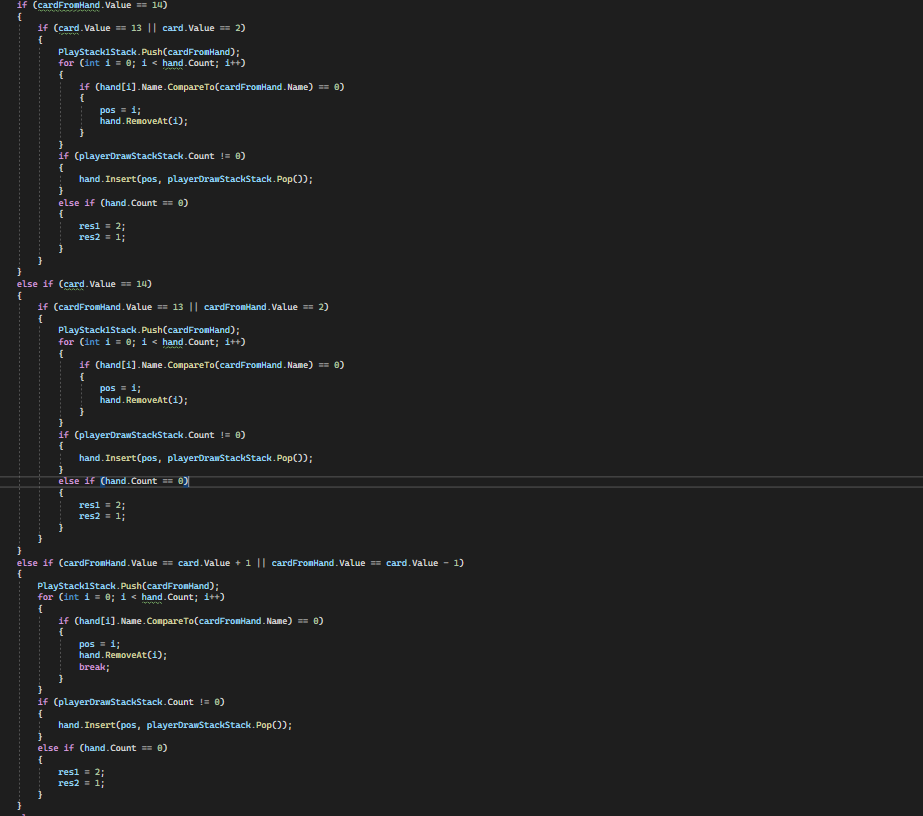 if (cardFromHand.Value == 14)
{
if (card.Value == 13 || card.Value == 2)
{
PlayStack1Stack.Push(cardFromHand);
for (int i = 0; i < hand.Count; i++)
{
if (hand[i].Name.CompareTo(cardFromHand.Name) == 0)
{
pos = i;
hand.RemoveAt(i);
}
}
if (playerDrawStackStack.Count != 0)
{
hand.Insert(pos, playerDrawStackStack.Pop());
}
else if (hand.Count == 0)
{
res1 = 2;
res2 = 1;
}
}
}
else if (card.Value == 14)
{
if (cardFromHand.Value == 13 || cardFromHand.Value == 2)
{
PlayStack1Stack.Push(cardFromHand);
for (int i = 0; i < hand.Count; i++)
{
if (hand[i].Name.CompareTo(cardFromHand.Name) == 0)
{
pos = i;
hand.RemoveAt(i);
}
}
if (playerDrawStackStack.Count != 0)
{
hand.Insert(pos, playerDrawStackStack.Pop());
}
else if (hand.Count == 0)
{
res1 = 2;
res2 = 1;
}
}
}
else if (cardFromHand.Value == card.Value + 1 || cardFromHand.Value == card.Value - 1)
{
PlayStack1Stack.Push(cardFromHand);
for (int i = 0; i < hand.Count; i++)
{
if (hand[i].Name.CompareTo(cardFromHand.Name) == 0)
{
pos = i;
hand.RemoveAt(i);
break;
}
}
if (playerDrawStackStack.Count != 0)
{
hand.Insert(pos, playerDrawStackStack.Pop());
}
else if (hand.Count == 0)
{
res1 = 2;
res2 = 1;
}
}